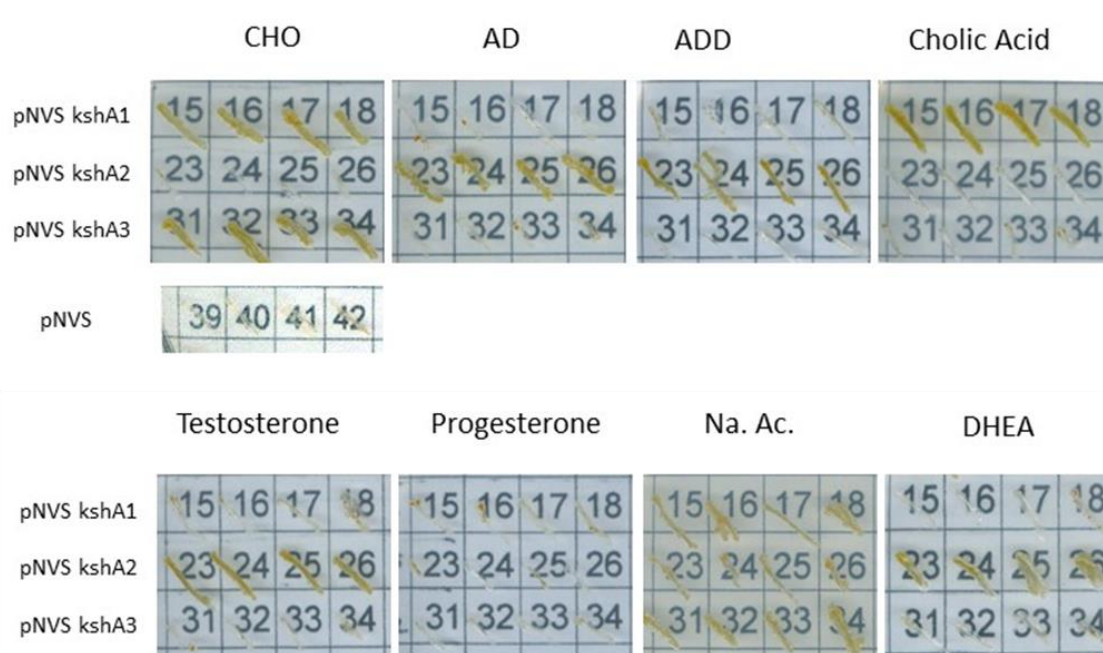 CHO AD ADD Cholic Acid
pNVS kshA1 15 16 17 18 15 16 17 18 15 16 17 18 15 16 17 18
pNVS kshA2 23 24 25 26 23 24 25 26 23 24 25 26 23 24 25 26
pNVS kshA3 31 32 33 34 31 32 33 34 31 32 33 34 31 32 33 34
pNVS 39 40 41 42
Testosterone Progesterone Na. Ac. DHEA
pNVS kshA1 15 16 17 18 15 16 17 18 15 16 17 18 15 16 17 18
pNVS kshA2 23 24 25 26 23 24 25 26 23 24 25 26 23 24 25 26
pNVS kshA3 31 32 33 34 31 32 33 34 31 32 33 34 31 32 33 34